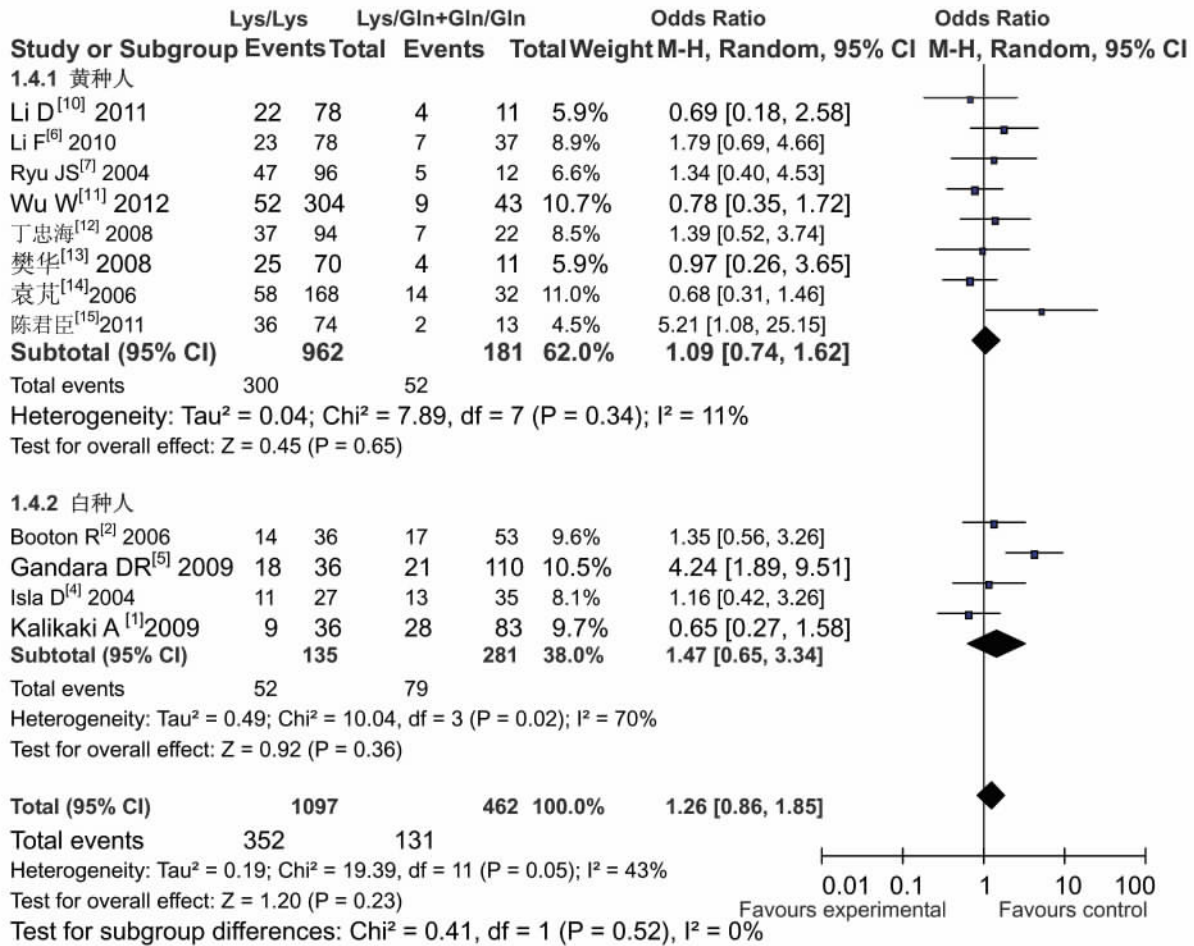 Lys/Lys Lys/Gln+Gln/Gln Odds Ratio Odds Ratio
Study or Subgroup Events Total Events Total Weight M-H, Random, 95% CI M-H, Random, 95% CI
1.4.1 黄种人
Li D[10] 2011 22 78 4 11 5.9% 0.69 [0.18, 2.58]
Li F[6] 2010 23 78 7 37 8.9% 1.79 [0.69, 4.66]
Ryu JS[7] 2004 47 96 5 12 6.6% 1.34 [0.40, 4.53]
Wu W[11] 2012 52 304 9 43 10.7% 0.78 [0.35, 1.72]
丁忠海[12] 2008 37 94 7 22 8.5% 1.39 [0.52, 3.74]
樊华[13] 2008 25 70 4 11 5.9% 0.97 [0.26, 3.65]
袁芃[14]2006 58 168 14 32 11.0% 0.68 [0.31, 1.46]
陈君臣[15]2011 36 74 2 13 4.5% 5.21 [1.08, 25.15]
Subtotal (95% CI) 962 181 62.0% 1.09 [0.74, 1.62]
Total events 300 52
Heterogeneity: Tau² = 0.04; Chi² = 7.89, df = 7 (P = 0.34); I² = 11%
Test for overall effect: Z = 0.45 (P = 0.65)
1.4.2 白种人
Booton R[2] 2006 14 36 17 53 9.6% 1.35 [0.56, 3.26]
Gandara DR[5] 2009 18 36 21 110 10.5% 4.24 [1.89, 9.51]
Isla D[4] 2004 11 27 13 35 8.1% 1.16 [0.42, 3.26]
Kalikaki A [1]2009 9 36 28 83 9.7% 0.65 [0.27, 1.58]
Subtotal (95% CI) 135 281 38.0% 1.47 [0.65, 3.34]
Total events 52 79
Heterogeneity: Tau² = 0.49; Chi² = 10.04, df = 3 (P = 0.02); I² = 70%
Test for overall effect: Z = 0.92 (P = 0.36)
Total (95% CI) 1097 462 100.0% 1.26 [0.86, 1.85]
Total events 352 131
Heterogeneity: Tau² = 0.19; Chi² = 19.39, df = 11 (P = 0.05); I² = 43%
Test for overall effect: Z = 1.20 (P = 0.23)
Test for subgroup differences: Chi² = 0.41, df = 1 (P = 0.52), I² = 0%
0.01 0.1 1 10 100
Favours experimental Favours control